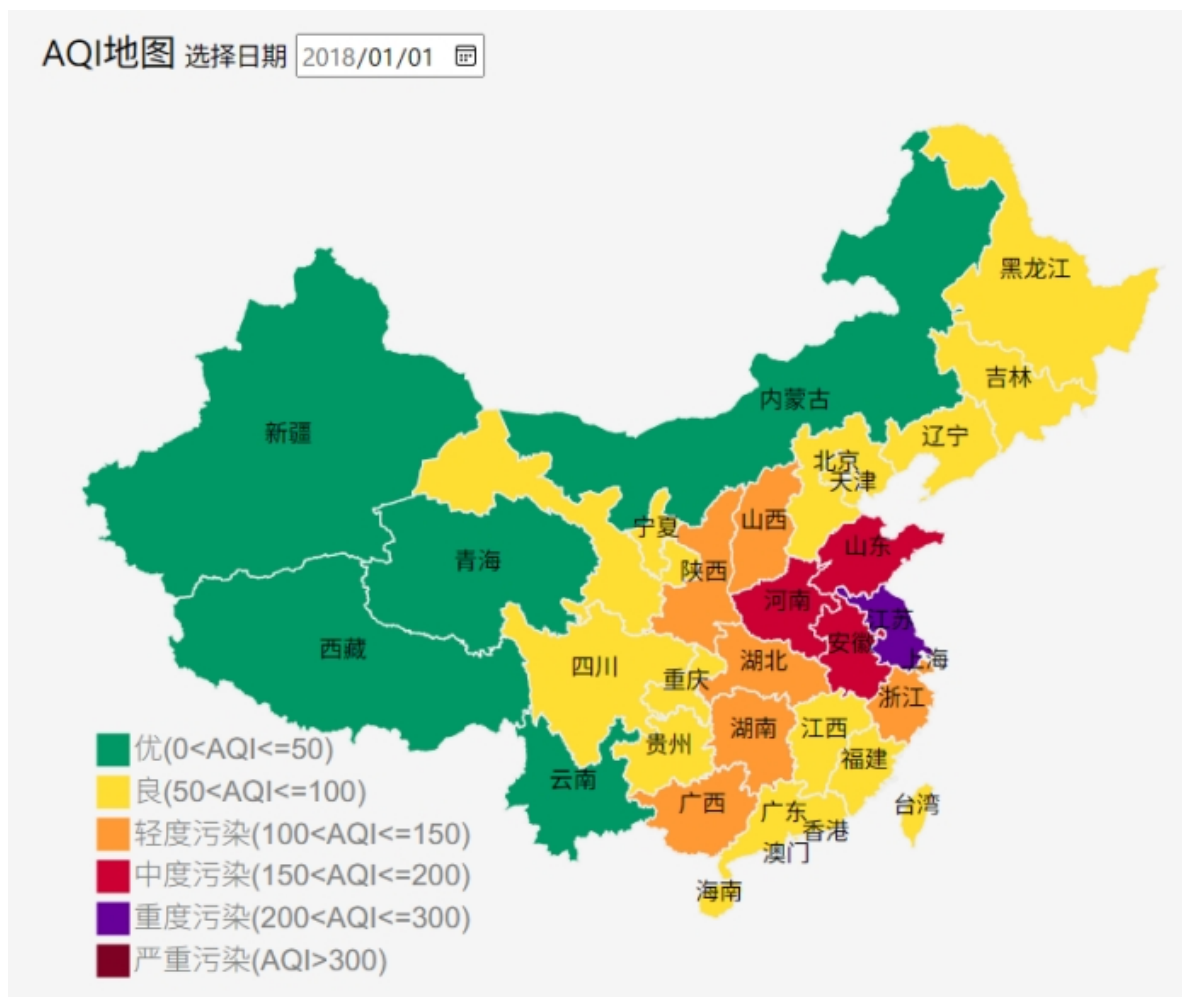 AQI地图 选择日期 2018/01/01
黑龙江
吉林
内蒙古
新疆
辽宁
北京
天津
宁夏
山西
山东
青海
陕西
河南
江苏
西藏
四川
重庆
湖北
安徽
上海
浙江
贵州
湖南
江西
福建
云南
广西
广东
香港
台湾
澳门
海南
优(0<AQI<=50)
良(50<AQI<=100)
轻度污染(100<AQI<=150)
中度污染(150<AQI<=200)
重度污染(200<AQI<=300)
严重污染(AQI>300)